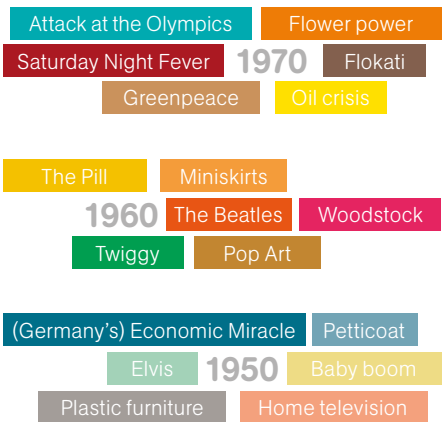 Attack at the Olympics Flower power
Saturday Night Fever 1970 Flokati
Greenpeace Oil crisis
The Pill Miniskirts
1960 The Beatles Woodstock
Twiggy Pop Art
(Germany’s) Economic Miracle Petticoat
Elvis 1950 Baby boom
Plastic furniture Home television